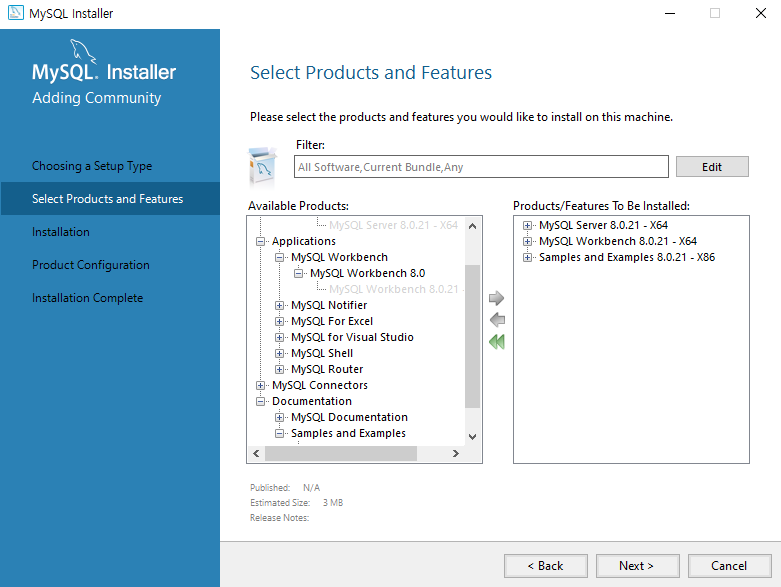 MySQL Installer
MySQL. Installer
Adding Community
Choosing a Setup Type
Select Products and Features
Installation
Product Configuration
Installation Complete
Select Products and Features
Please select the products and features you would like to install on this machine.
Filter:
All Software,Current Bundle,Any
Edit
Available Products:
MySQL Server 8.0.21 - X64
Applications
MySQL Workbench
MySQL Workbench 8.0
MySQL Workbench 8.0.21 -
MySQL Notifier
MySQL For Excel
MySQL for Visual Studio
MySQL Shell
MySQL Router
MySQL Connectors
Documentation
MySQL Documentation
Samples and Examples
Products/Features To Be Installed:
MySQL Server 8.0.21 - X64
MySQL Workbench 8.0.21 - X64
Samples and Examples 8.0.21 - X86
Published: N/A
Estimated Size: 3 MB
Release Notes:
< Back
Next >
Cancel